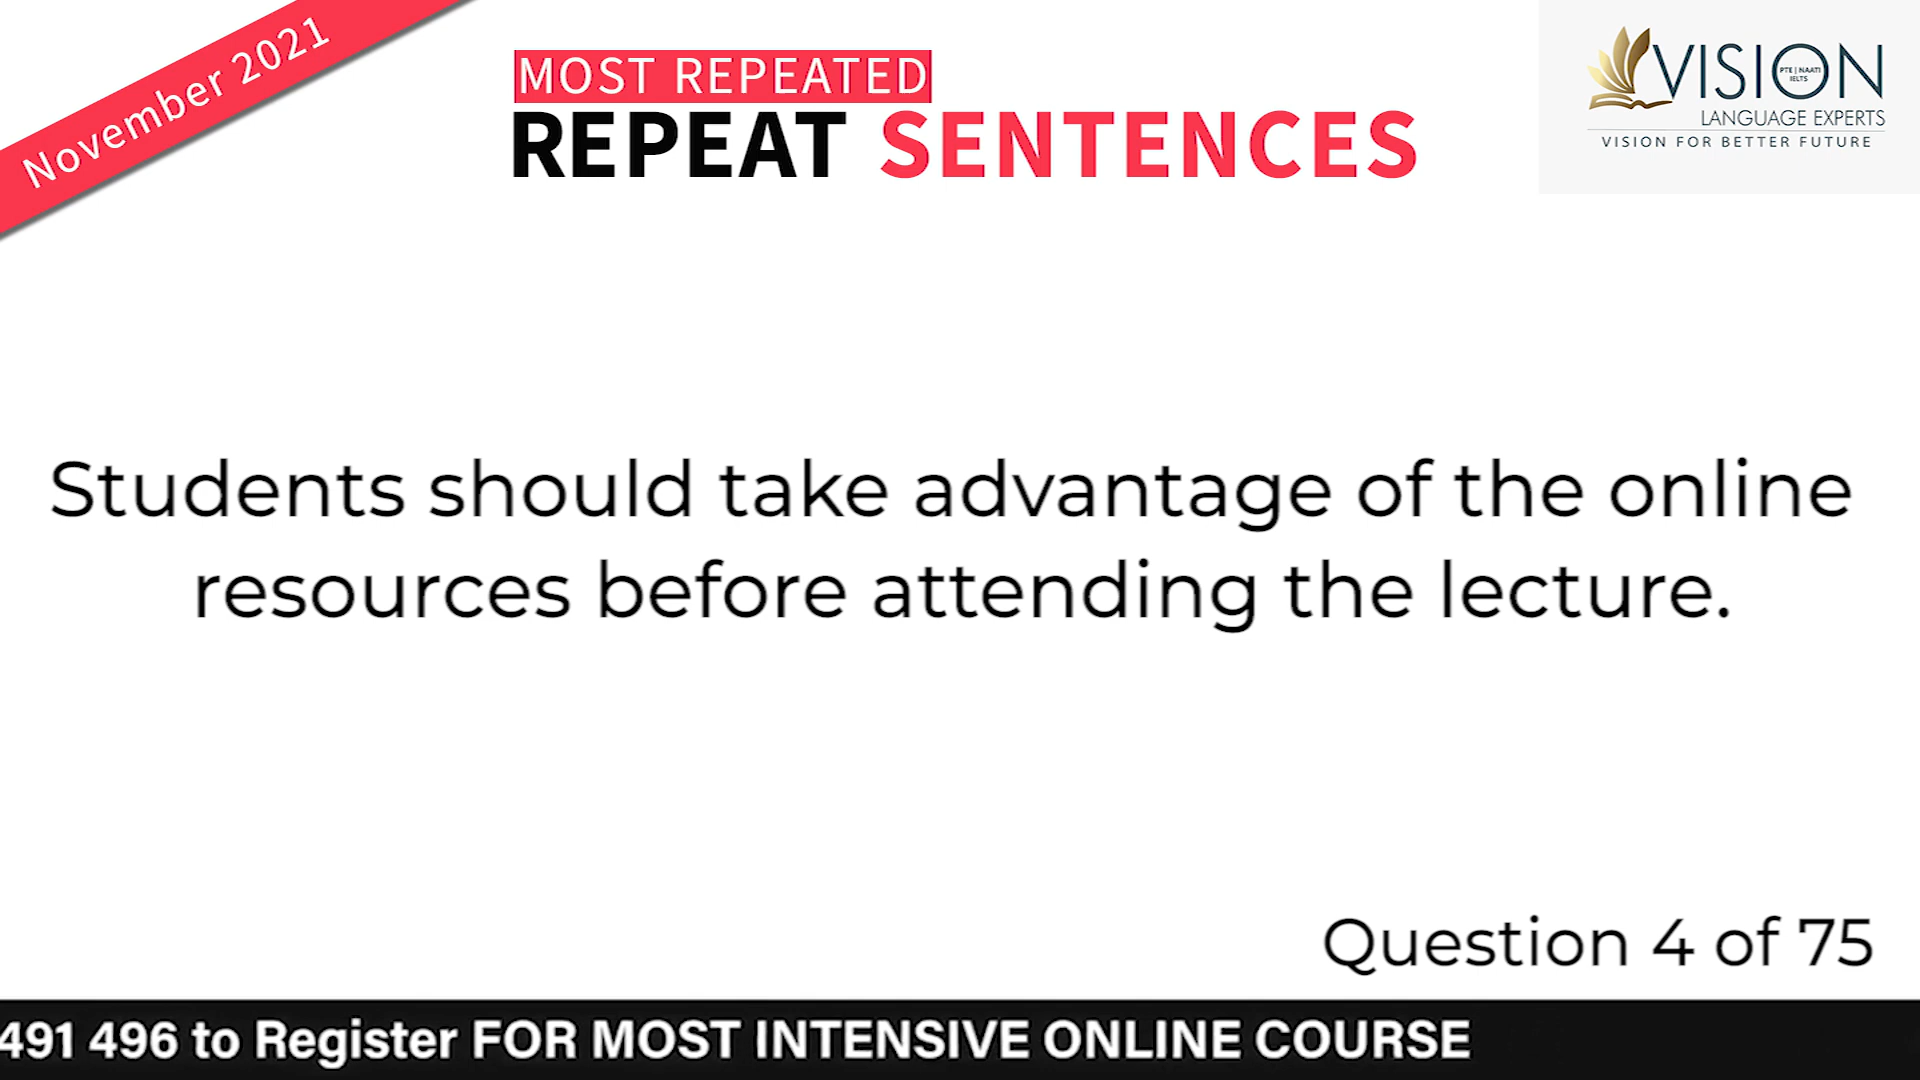 November 2021
MOST REPEATED
REPEAT SENTENCES
VISION
PTE | NAATI
IELTS
LANGUAGE EXPERTS
VISION FOR BETTER FUTURE
Students should take advantage of the online
resources before attending the lecture.
Question 4 of 75
491 496 to Register FOR MOST INTENSIVE ONLINE COURSE